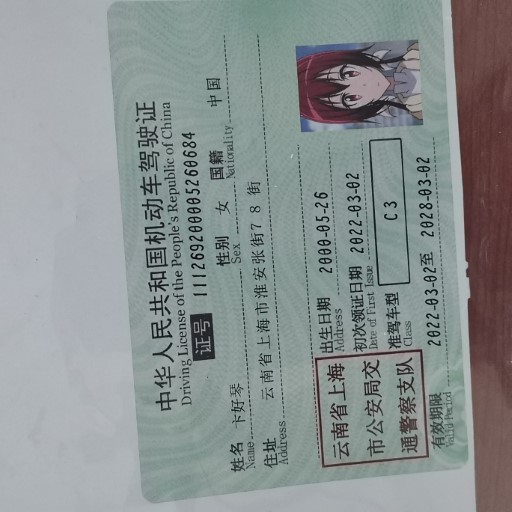 中华人民共和国机动车驾驶证
Driving License of the People's Republic of China
证号 111269200005260684
姓名 卞好琴 性别 女 国籍 中国
Name Sex Nationality
住址 云南省上海市淮安张街78街
Address
云南省上海
市公安局交
通警察支队
出生日期 2000-05-26
Address
初次领证日期 2022-03-02
Date of First Issue
准驾车型 C3
Class
有效期限 2022-03-02至 2028-03-02
Valid Period